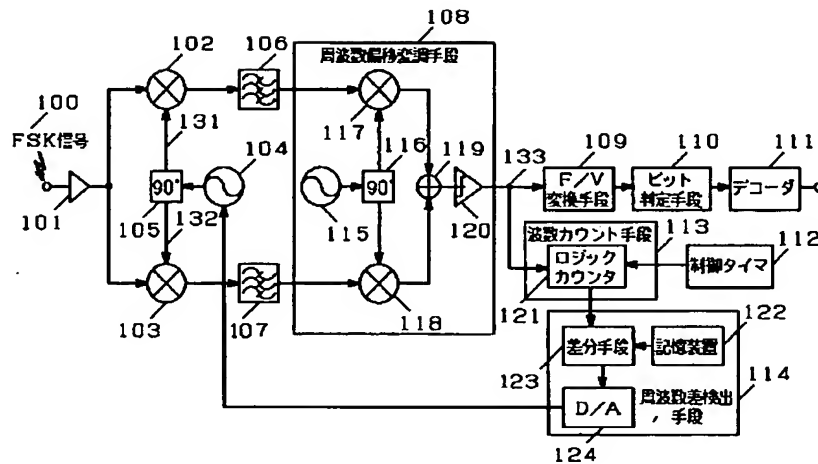 108
102
106
周波数偏移変調手段
100
FSK信号
131
104
117
116
119
133
109
110
111
90°
90°
F/V
変換手段
ビット
判定手段
デコーダ
101
105
132
115
120
波数カウント手段
113
112
ロジック
カウンタ
制御タイマ
103
107
118
121
122
差分手段
記憶装置
123
114
D/A
周波数差検出
手段
124